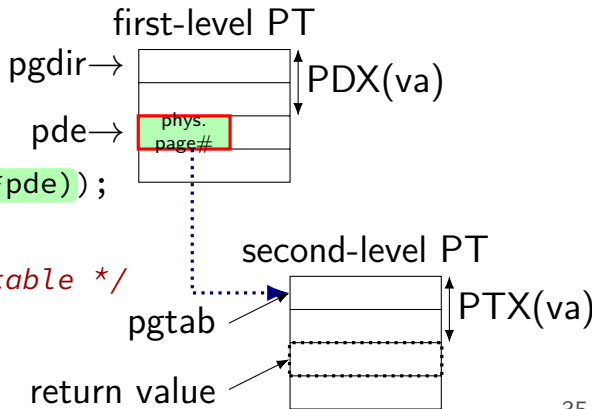 first-level PT
pgdir→
PDX(va)
pde→
phys.
page#
*pde));
second-level PT
table */
pgtab
PTX(va)
return value